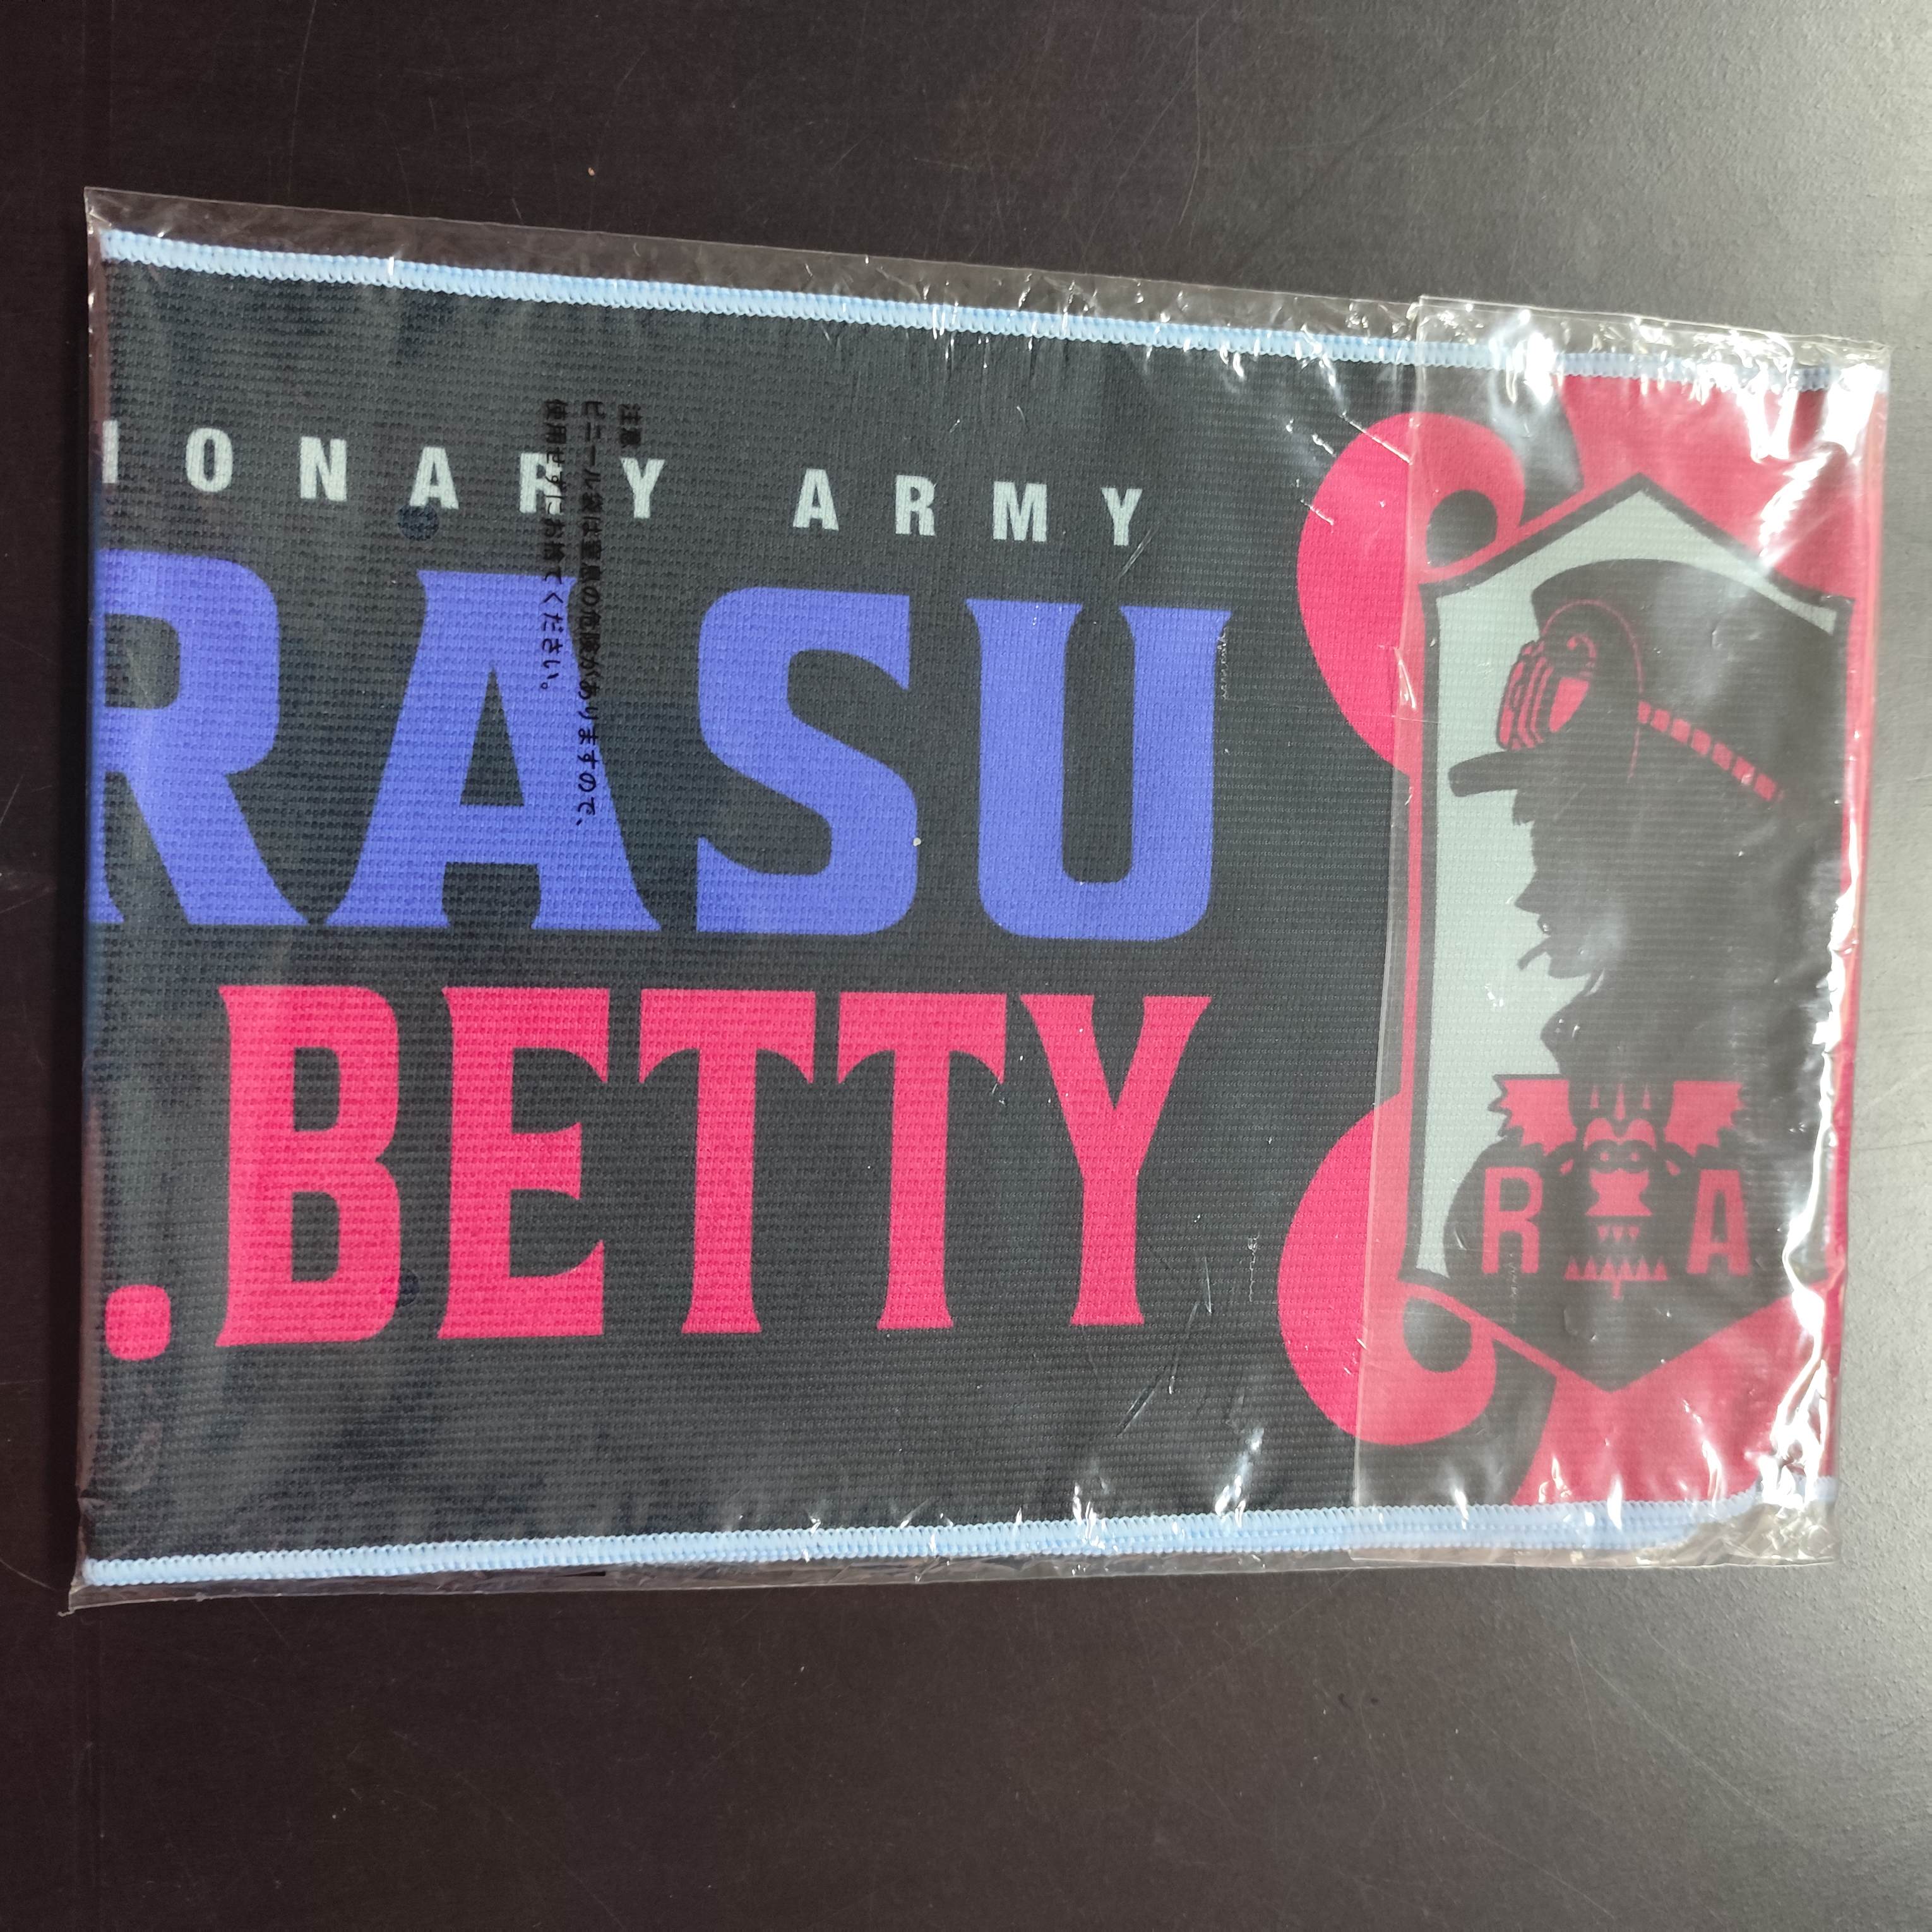 IONARY ARMY
RASU
.BETTY
R A
注意
ビニール袋は窒息の危険がありますので、
使用せずにお捨てください。